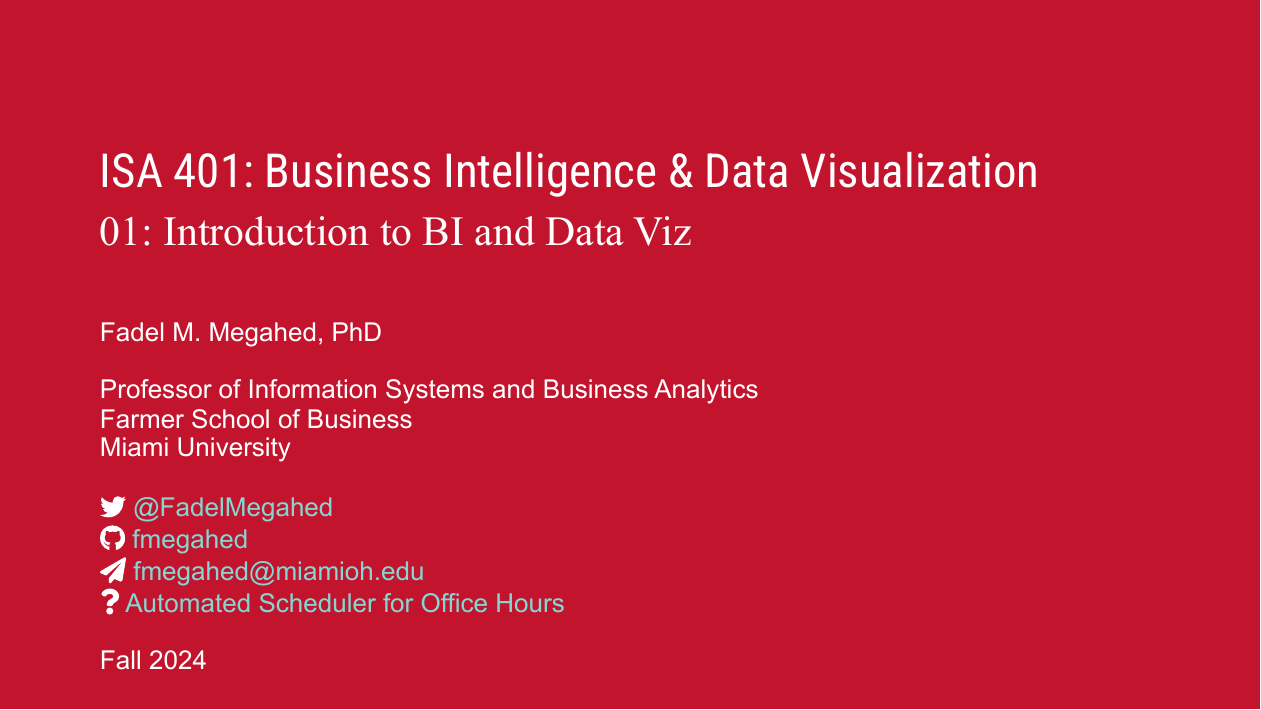 ISA 401: Business Intelligence & Data Visualization
01: Introduction to BI and Data Viz
Fadel M. Megahed, PhD
Professor of Information Systems and Business Analytics
Farmer School of Business
Miami University
@FadelMegahed
fmegahed
fmegahed@miamioh.edu
? Automated Scheduler for Office Hours
Fall 2024